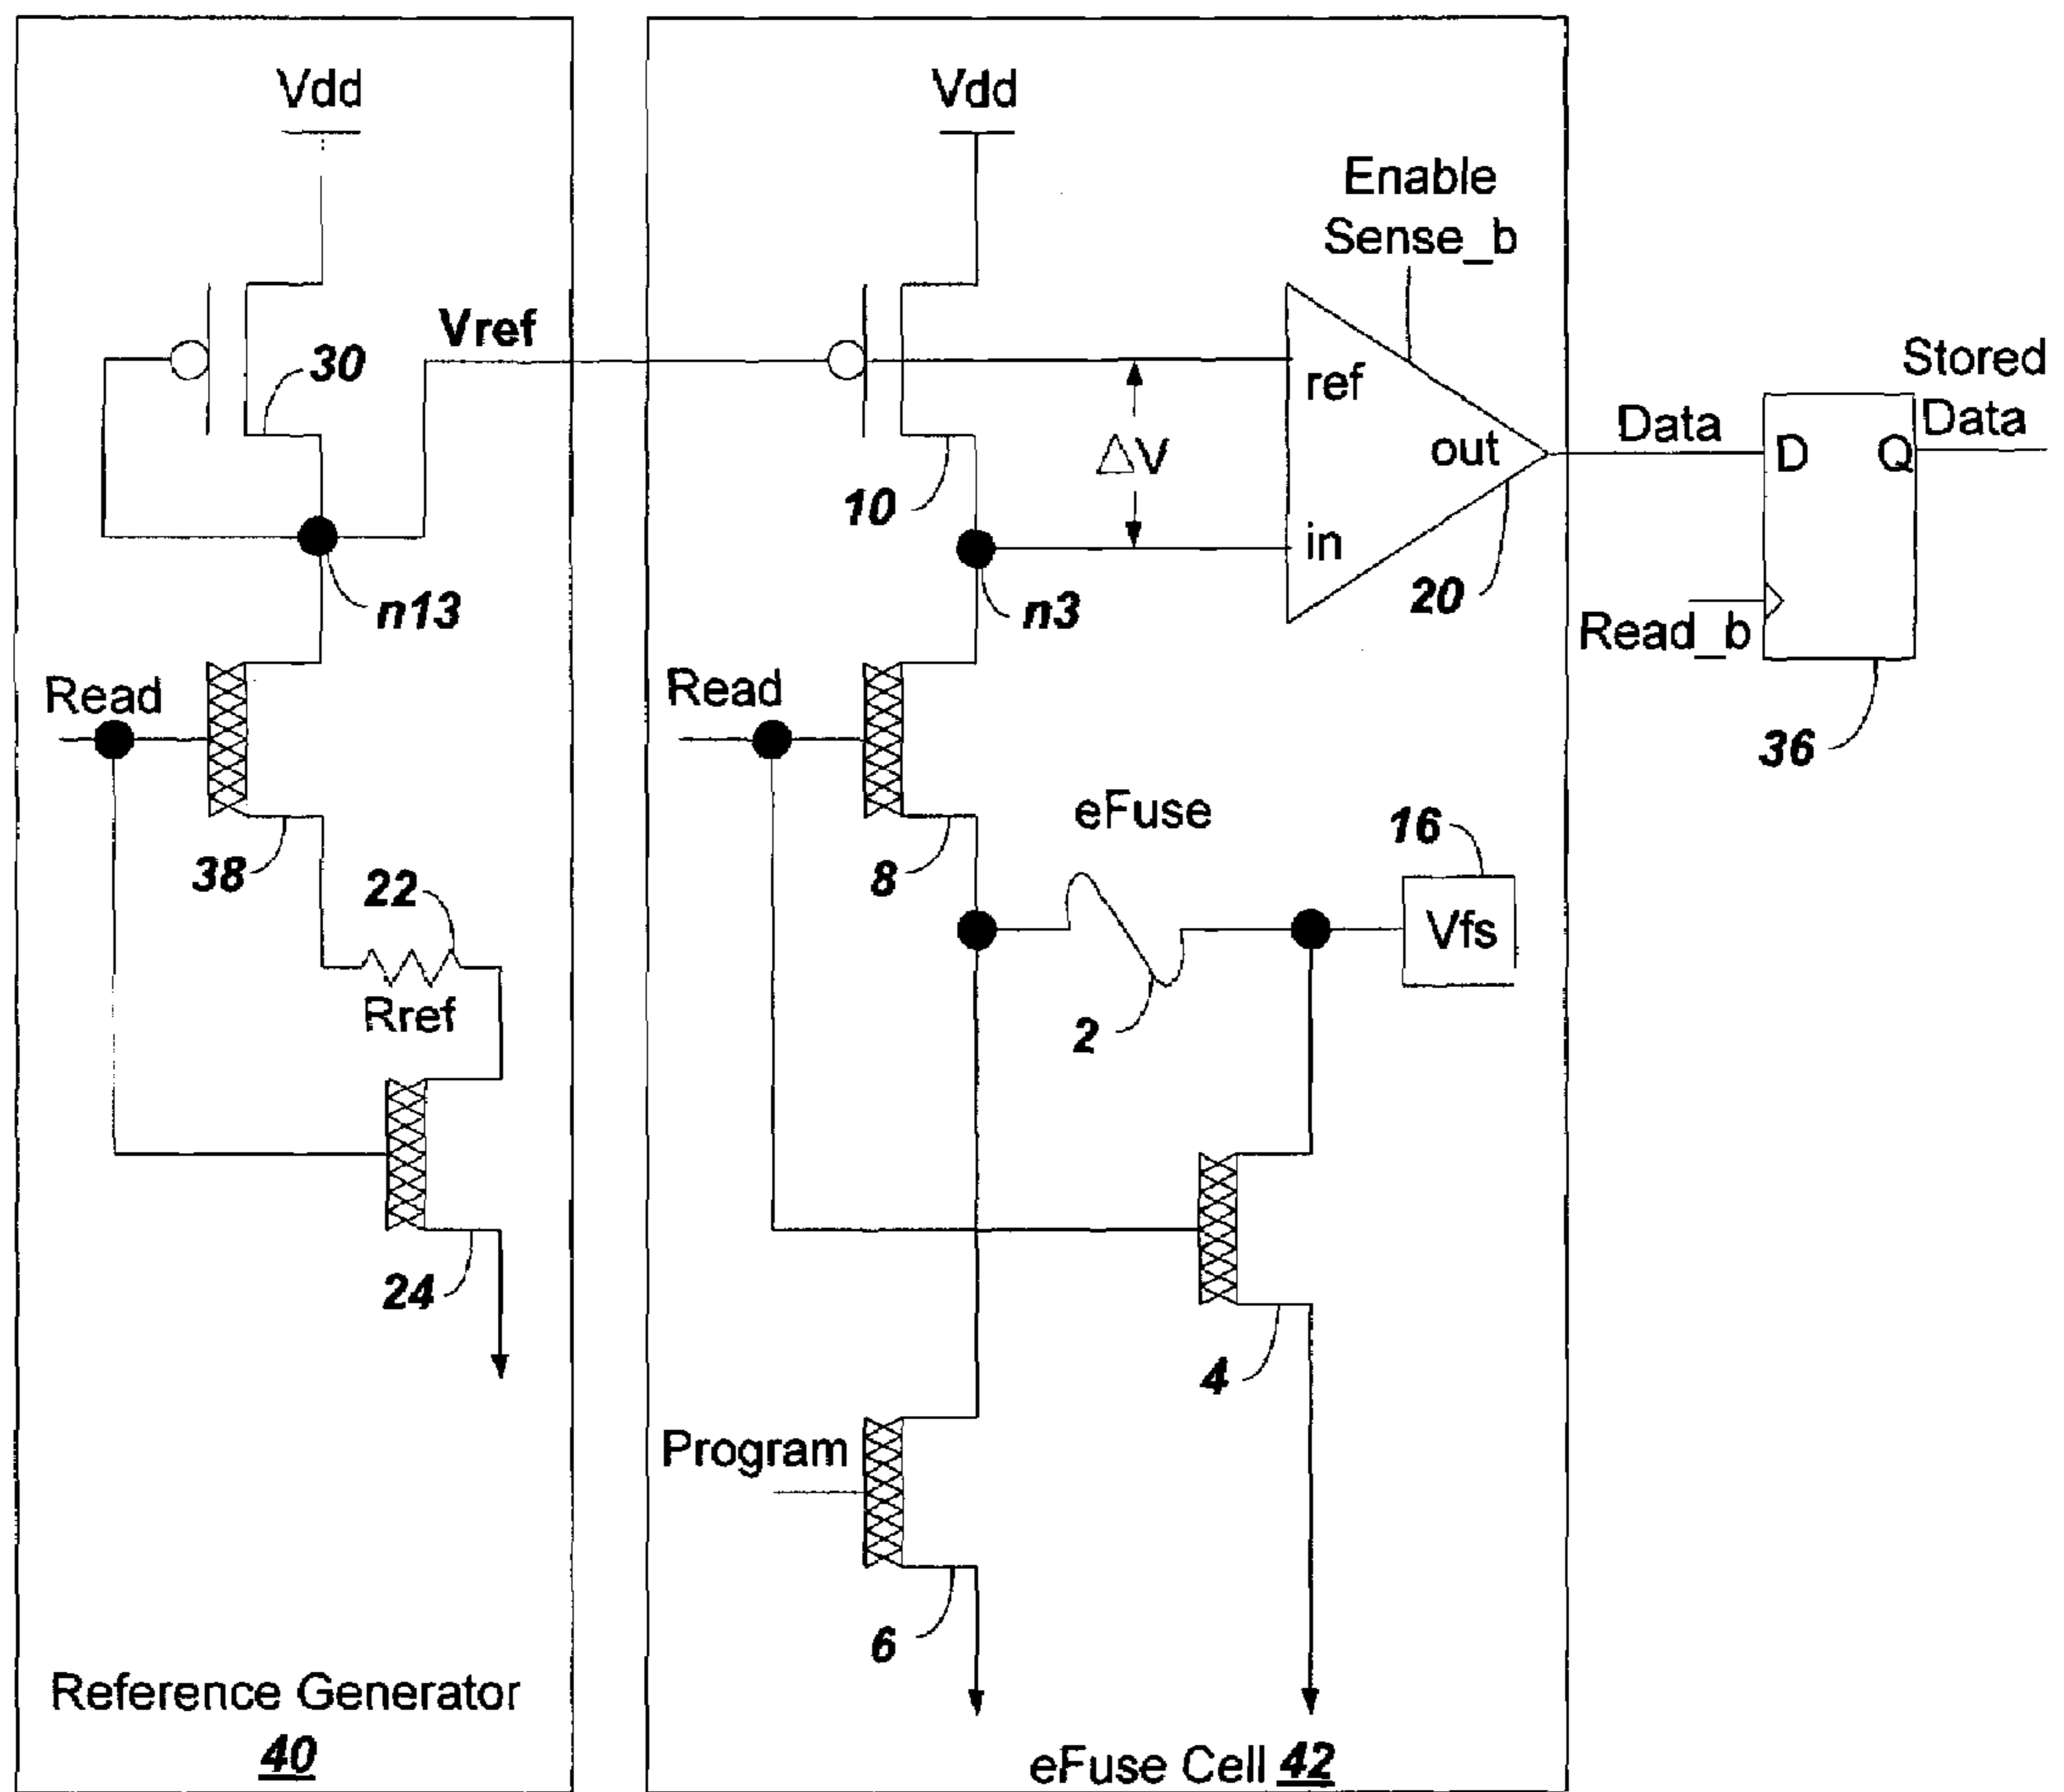 Vdd
30
Vref
n13
Read
38
22
Rref
24
Reference Generator
40
Vdd
10
n3
Read
8
eFuse
2
16
Vfs
4
Program
6
eFuse Cell 42
Enable
Sense_b
ref
ΔV
out
in
20
Data
Stored
Data
D
Q
Read_b
36